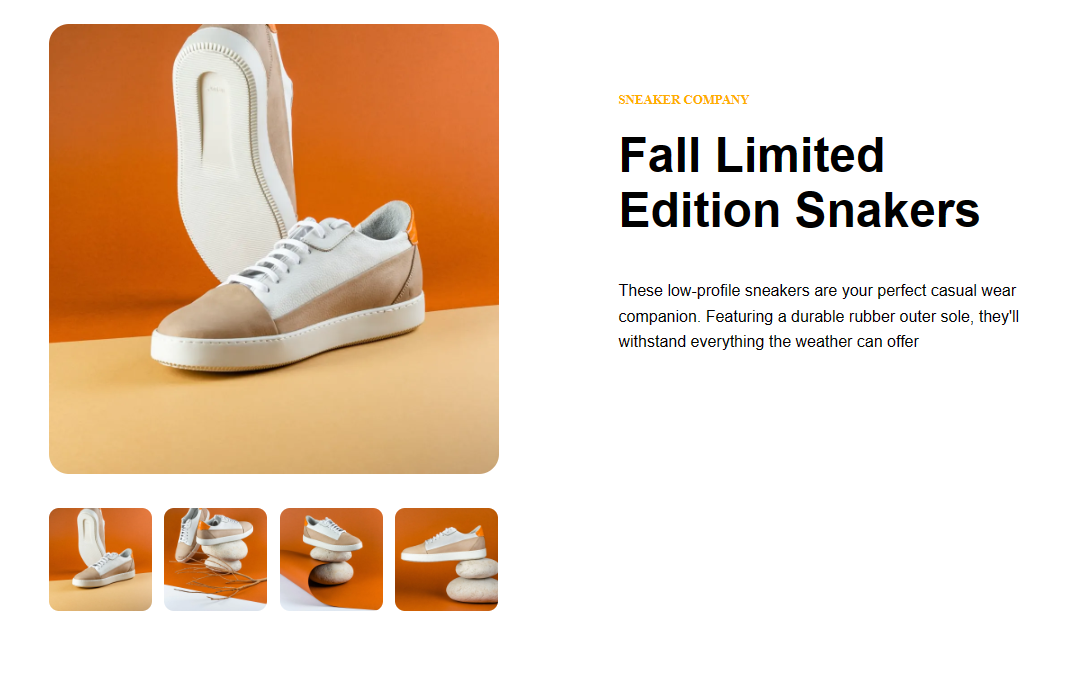 SNEAKER COMPANY
Fall Limited
Edition Snakers
These low-profile sneakers are your perfect casual wear
companion. Featuring a durable rubber outer sole, they'll
withstand everything the weather can offer